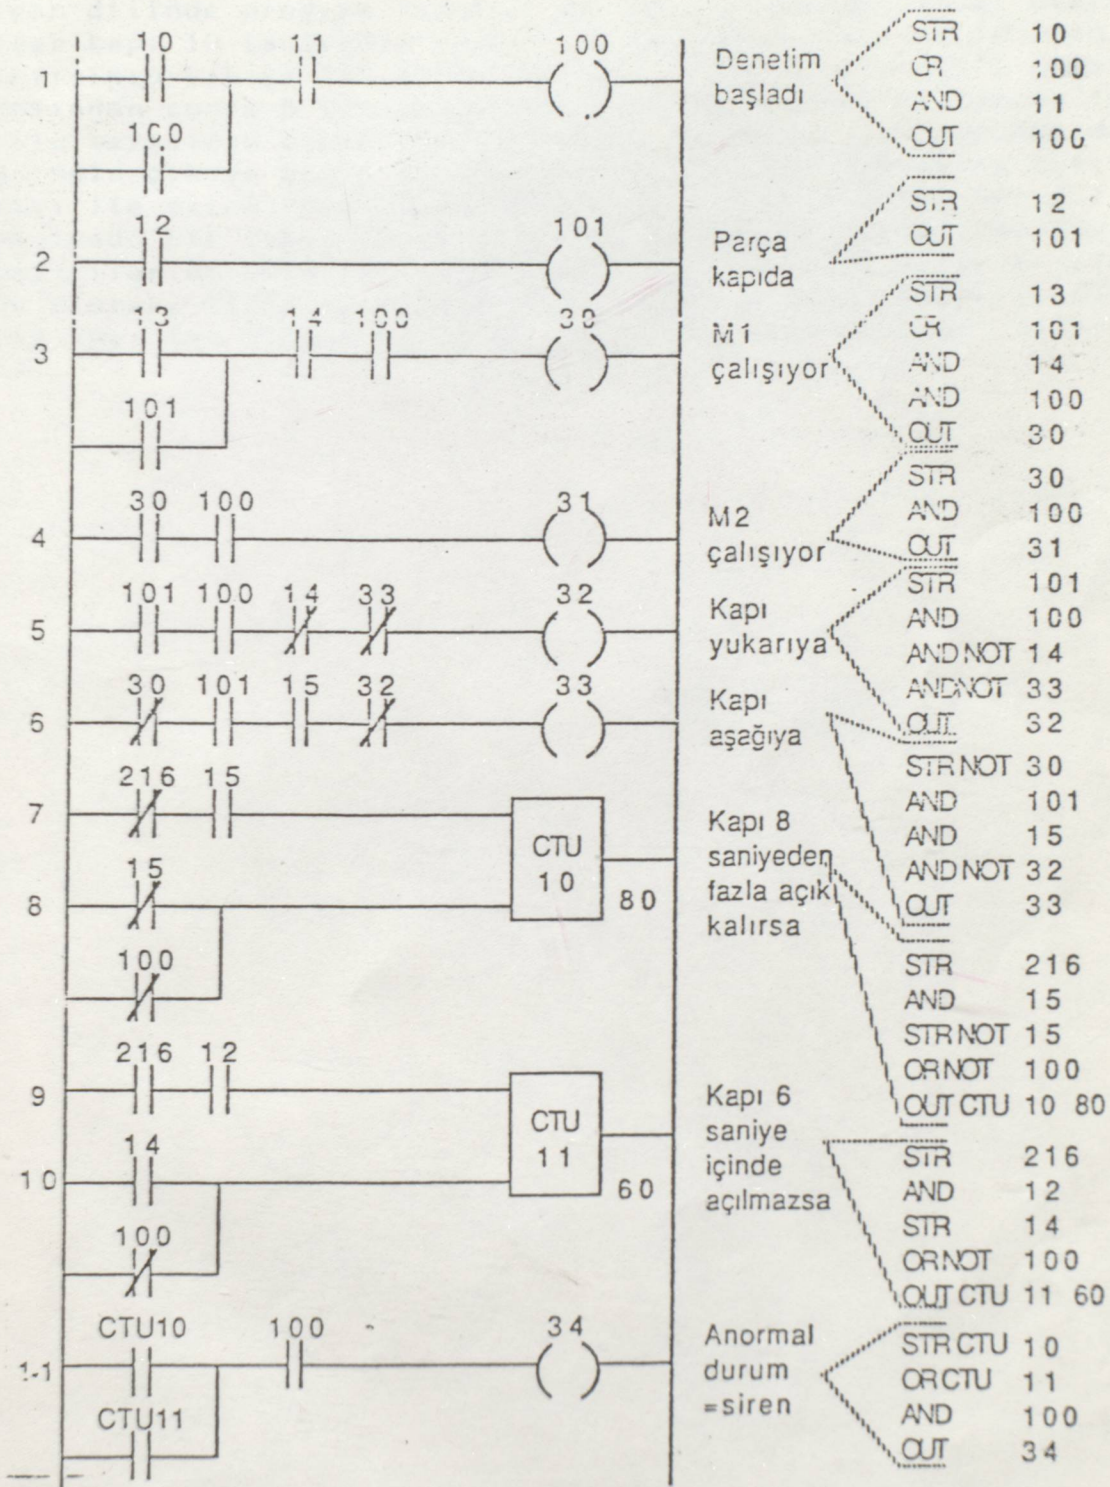 10 11 100
1
100
12 101
2
13 14 100 30
3
101
30 100 31
4
101 100 14 33 32
5
30 101 15 32 33
6
216 15
7
CTU
10
15
8
80
100
216 12
9
CTU
11
14
10
60
100
CTU10 100 34
11
CTU11
Denetim
başladı
Parça
kapıda
M1
çalışıyor
M2
çalışıyor
Kapı
yukarıya
Kapı
aşağıya
Kapı 8
saniyeden
fazla açık
kalırsa
Kapı 6
saniye
içinde
açılmazsa
Anormal
durum
=siren
STR 10
OR 100
AND 11
OUT 100
STR 12
OUT 101
STR 13
OR 101
AND 14
AND 100
OUT 30
STR 30
AND 100
OUT 31
STR 101
AND 100
AND NOT 14
AND NOT 33
OUT 32
STR NOT 30
AND 101
AND 15
AND NOT 32
OUT 33
STR 216
AND 15
STR NOT 15
OR NOT 100
OUT CTU 10 80
STR 216
AND 12
STR 14
OR NOT 100
OUT CTU 11 60
STR CTU 10
OR CTU 11
AND 100
OUT 34